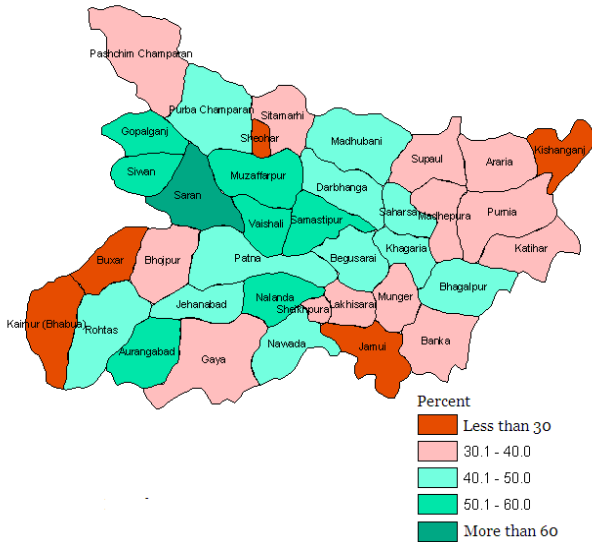 Pashchim Champaran
Purba Champaran
Sitamarhi
Gopalganj
Sheohar
Madhubani
Kishanganj
Supaul
Araria
Siwan
Muzaffarpur
Darbhanga
Saran
Saharsa
Madhepura
Purnia
Vaishali
Samastipur
Khagaria
Katihar
Buxar
Bhojpur
Patna
Begusarai
Bhagalpur
Jehanabad
Nalanda
Munger
Sheikhpura
Lakhisarai
Kaimur (Bhabua)
Rohtas
Aurangabad
Gaya
Nawada
Jamui
Banka
Percent
Less than 30
30.1 - 40.0
40.1 - 50.0
50.1 - 60.0
More than 60